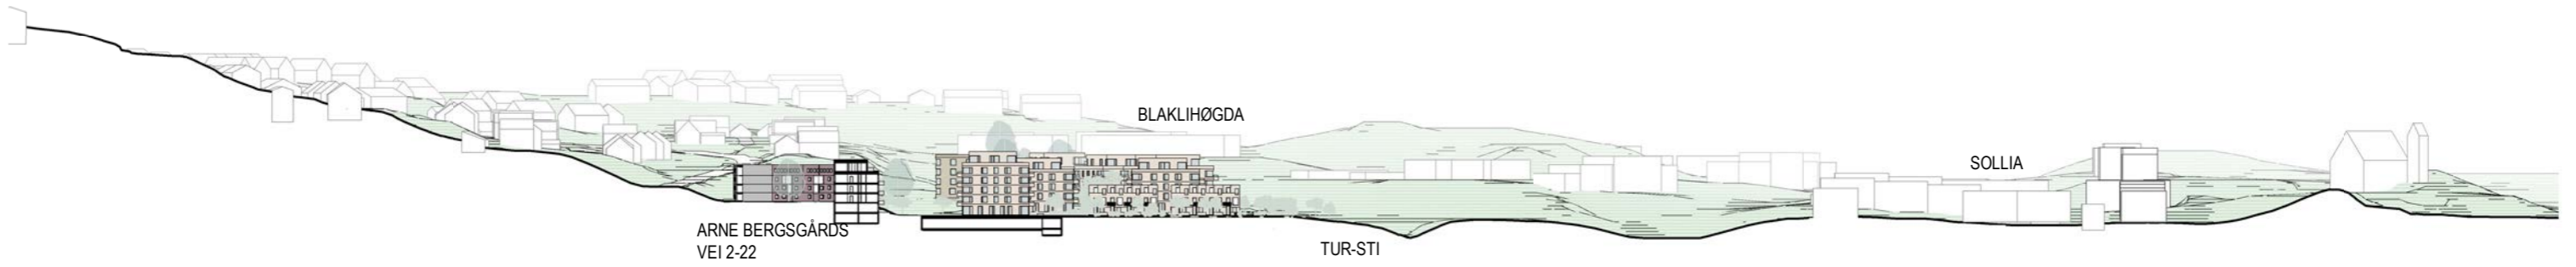 BLAKLIHØGDA
SOLLIA
ARNE BERGSGÅRDS
VEI 2-22
TUR-STI